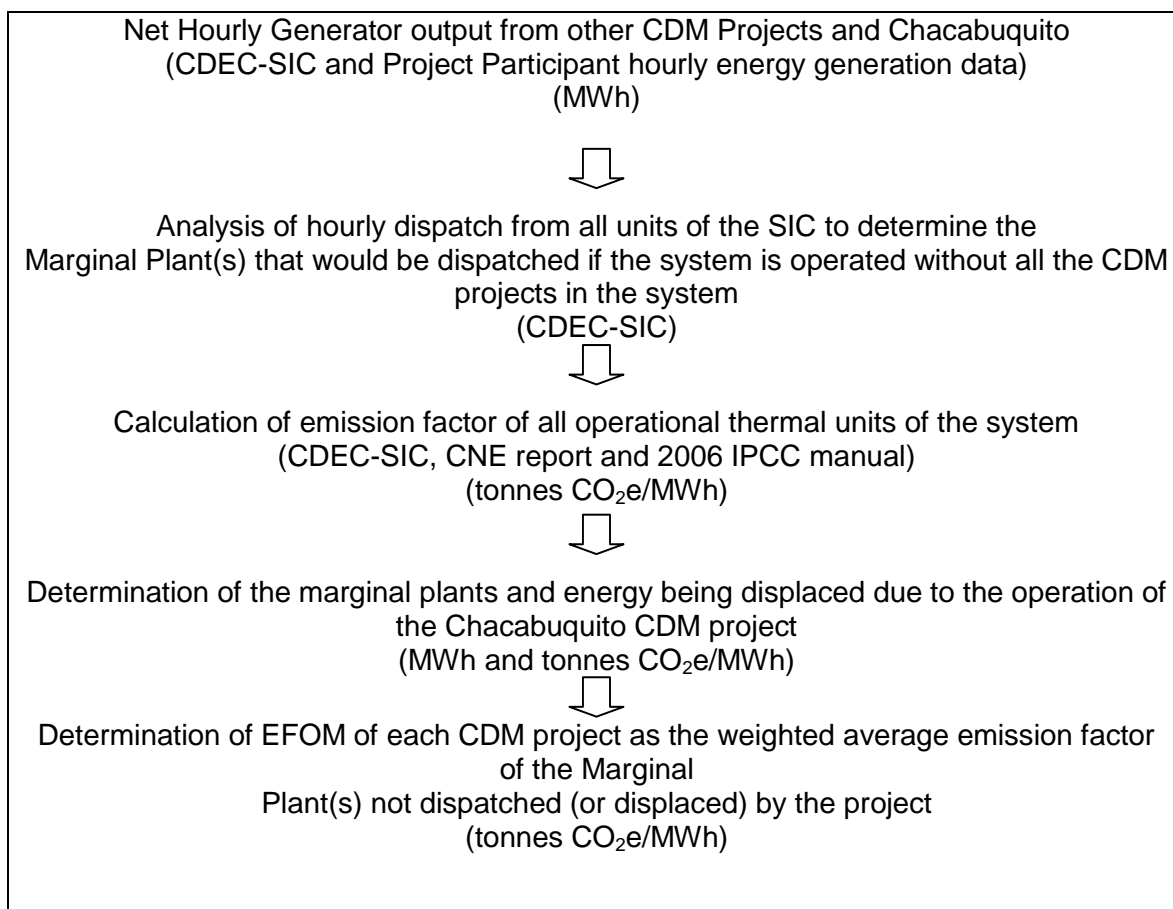 Net Hourly Generator output from other CDM Projects and Chacabuquito
(CDEC-SIC and Project Participant hourly energy generation data)
(MWh)
Analysis of hourly dispatch from all units of the SIC to determine the
Marginal Plant(s) that would be dispatched if the system is operated without all the CDM
projects in the system
(CDEC-SIC)
Calculation of emission factor of all operational thermal units of the system
(CDEC-SIC, CNE report and 2006 IPCC manual)
(tonnes CO₂e/MWh)
Determination of the marginal plants and energy being displaced due to the operation of
the Chacabuquito CDM project
(MWh and tonnes CO₂e/MWh)
Determination of EFOM of each CDM project as the weighted average emission factor
of the Marginal
Plant(s) not dispatched (or displaced) by the project
(tonnes CO₂e/MWh)